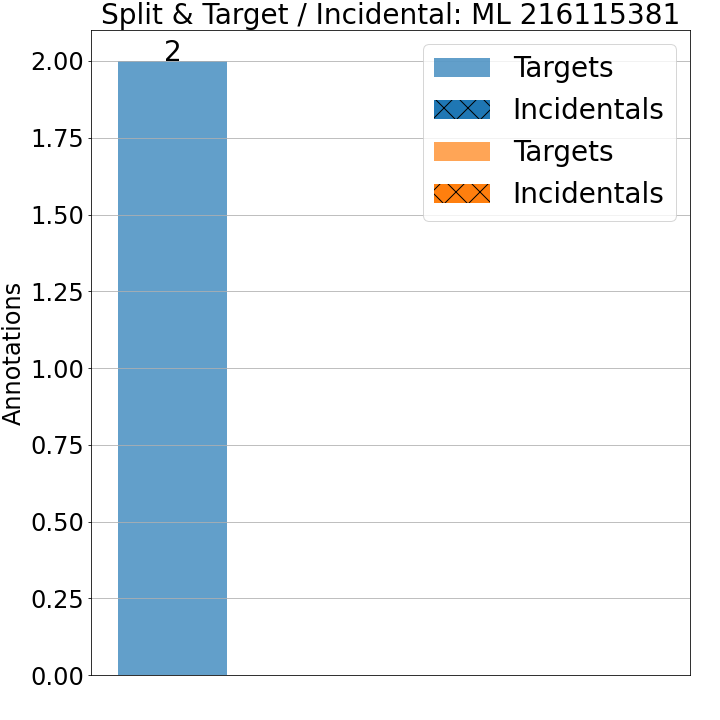 Split & Target / Incidental: ML 216115381
2
2.00
1.75
1.50
1.25
1.00
0.75
0.50
0.25
0.00
Annotations
Targets
Incidentals
Targets
Incidentals